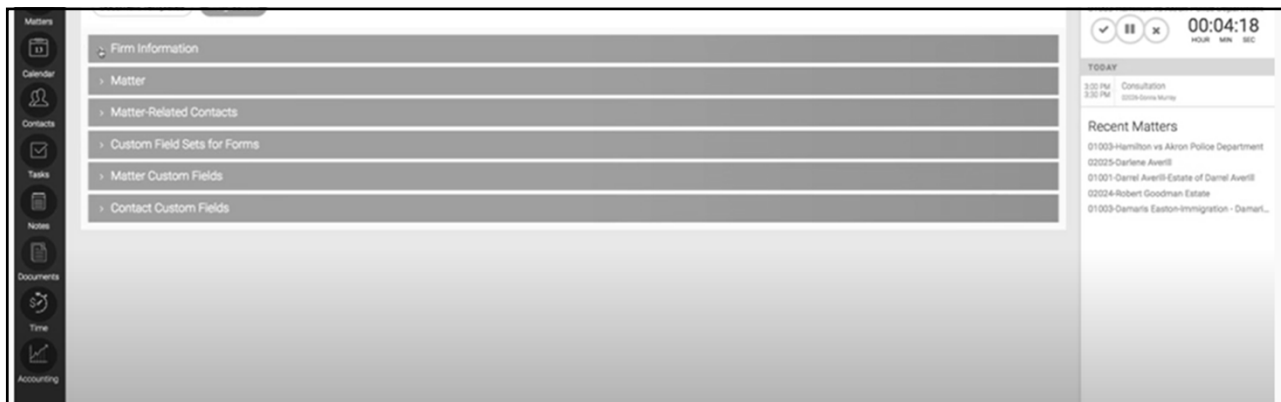 Matters
Calendar
Contacts
Tasks
Notes
Documents
Time
Accounting
Firm Information
Matter
Matter-Related Contacts
Custom Field Sets for Forms
Matter Custom Fields
Contact Custom Fields
00:04:18
HOUR MIN SEC
TODAY
3:00 PM Consultation
3:30 PM 02026-Donna Murray
Recent Matters
01003-Hamilton vs Akron Police Department
02025-Darlene Averill
01001-Darrel Averill-Estate of Darrel Averill
02024-Robert Goodman Estate
01003-Damaris Easton-Immigration - Damari...